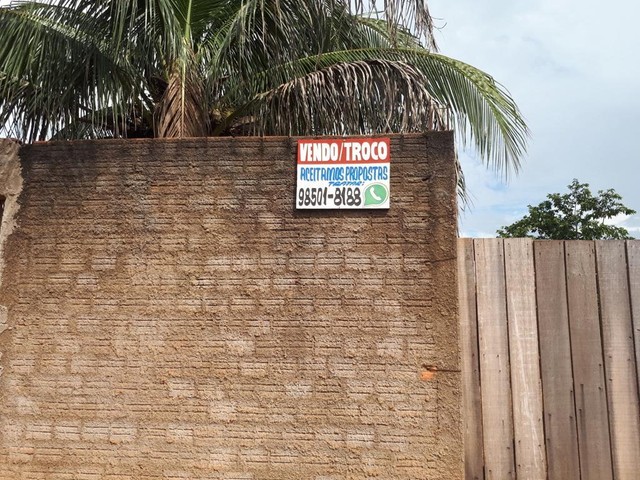 VENDO/TROCO
ACEITAMOS PROPOSTAS
98501-8188